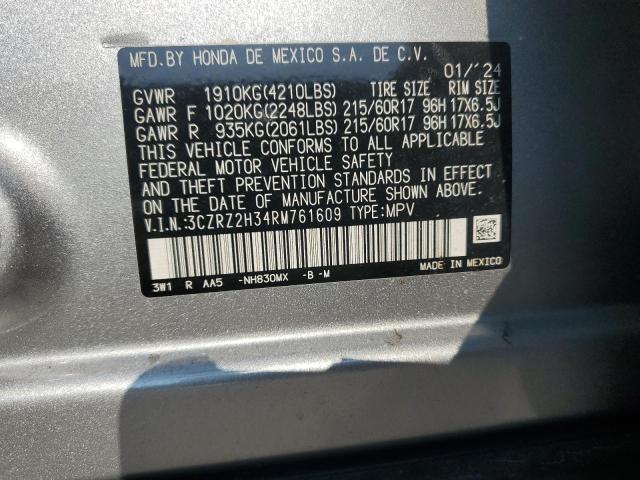 MFD.BY HONDA DE MEXICO S.A. DE C.V.
01/'24
GVWR 1910KG(4210LBS) TIRE SIZE RIM SIZE
GAWR F 1020KG(2248LBS) 215/60R17 96H 17X6.5J
GAWR R 935KG(2061LBS) 215/60R17 96H 17X6.5J
THIS VEHICLE CONFORMS TO ALL APPLICABLE
FEDERAL MOTOR VEHICLE SAFETY
AND THEFT PREVENTION STANDARDS IN EFFECT
ON THE DATE OF MANUFACTURE SHOWN ABOVE.
V.I.N.:3CZRZ2H34RM761609 TYPE:MPV
3W1 R AA5 -NH830MX -B -M MADE IN MEXICO